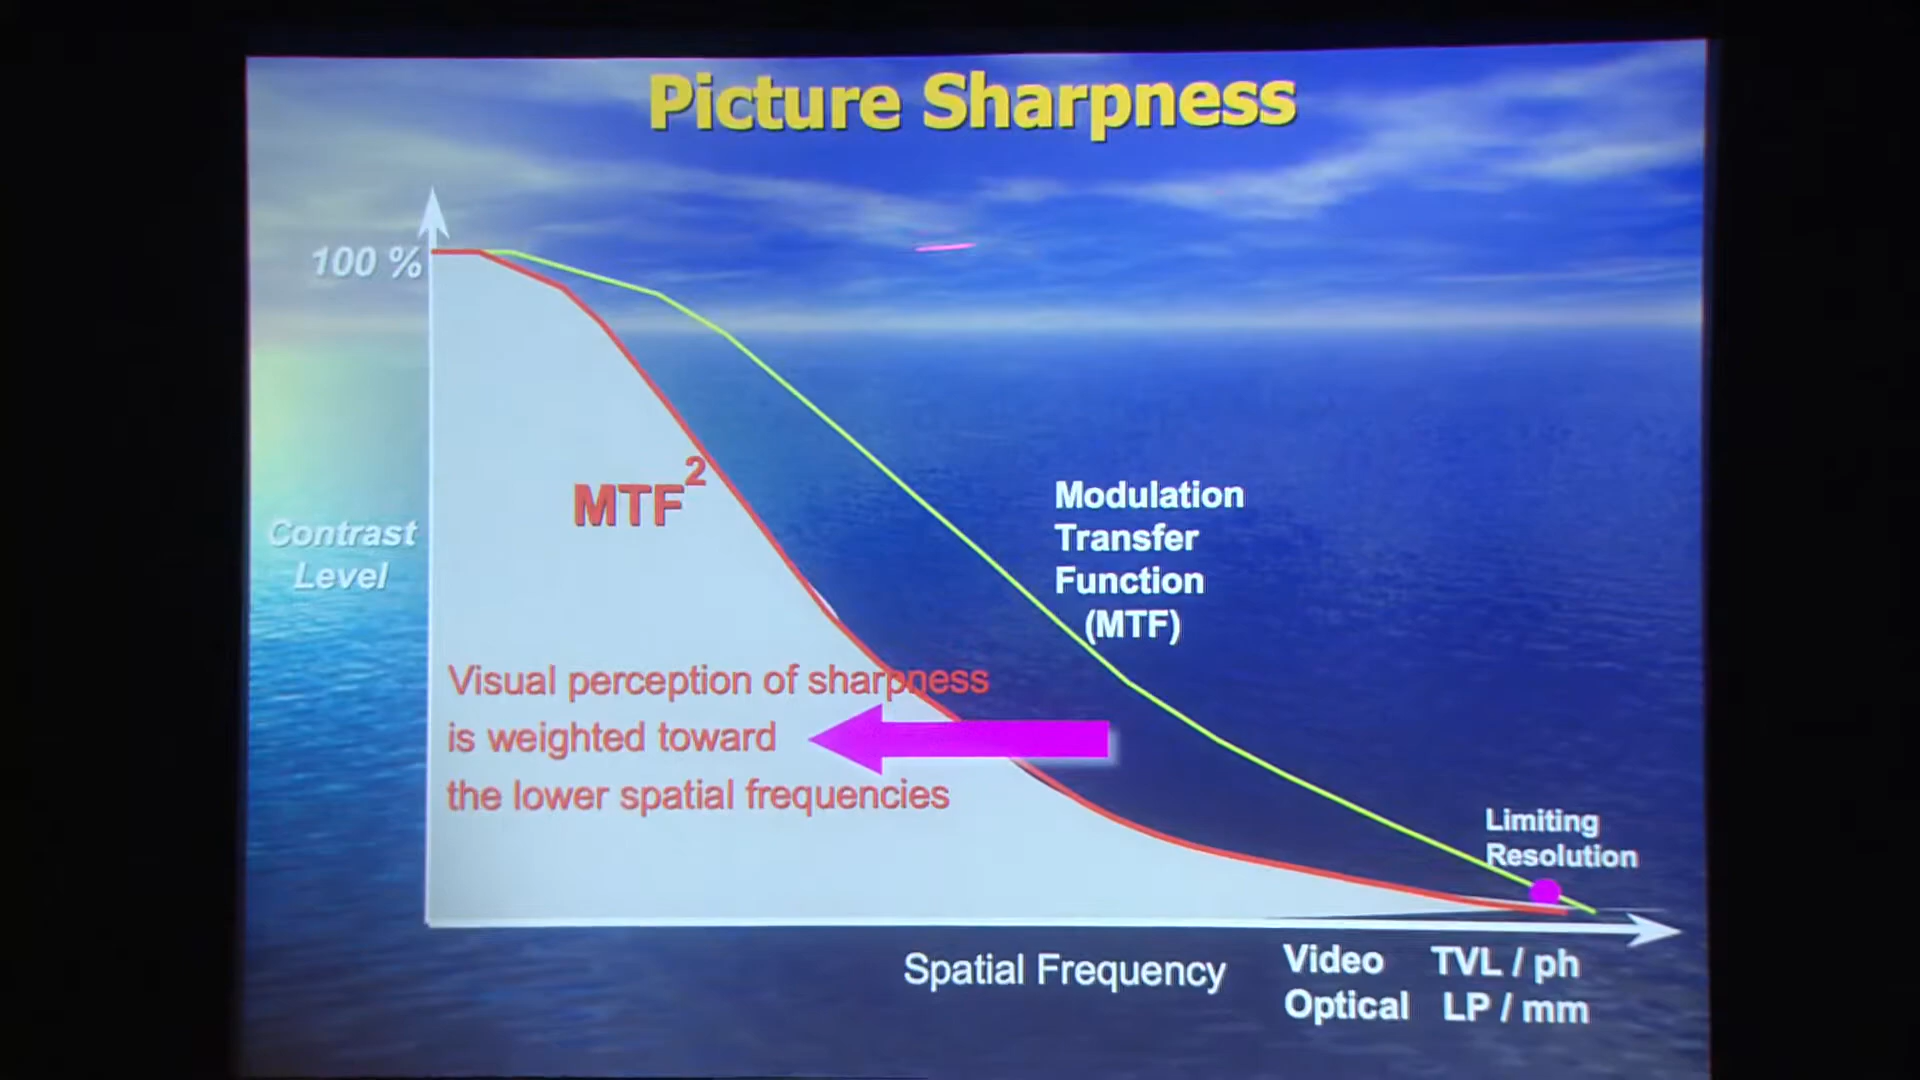 Picture Sharpness
100 %
MTF²
Contrast
Level
Modulation
Transfer
Function
(MTF)
Visual perception of sharpness
is weighted toward
the lower spatial frequencies
Limiting
Resolution
Spatial Frequency
Video TVL / ph
Optical LP / mm